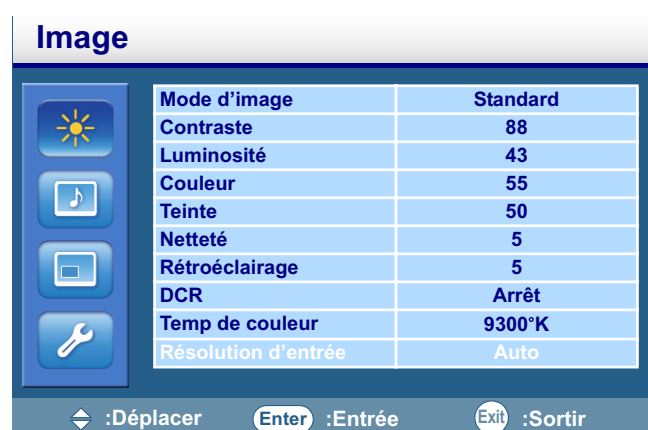 Image
Mode d’image Standard
Contraste 88
Luminosité 43
Couleur 55
Teinte 50
Netteté 5
Rétroéclairage 5
DCR Arrêt
Temp de couleur 9300°K
Résolution d’entrée Auto
:Déplacer Enter :Entrée Exit :Sortir